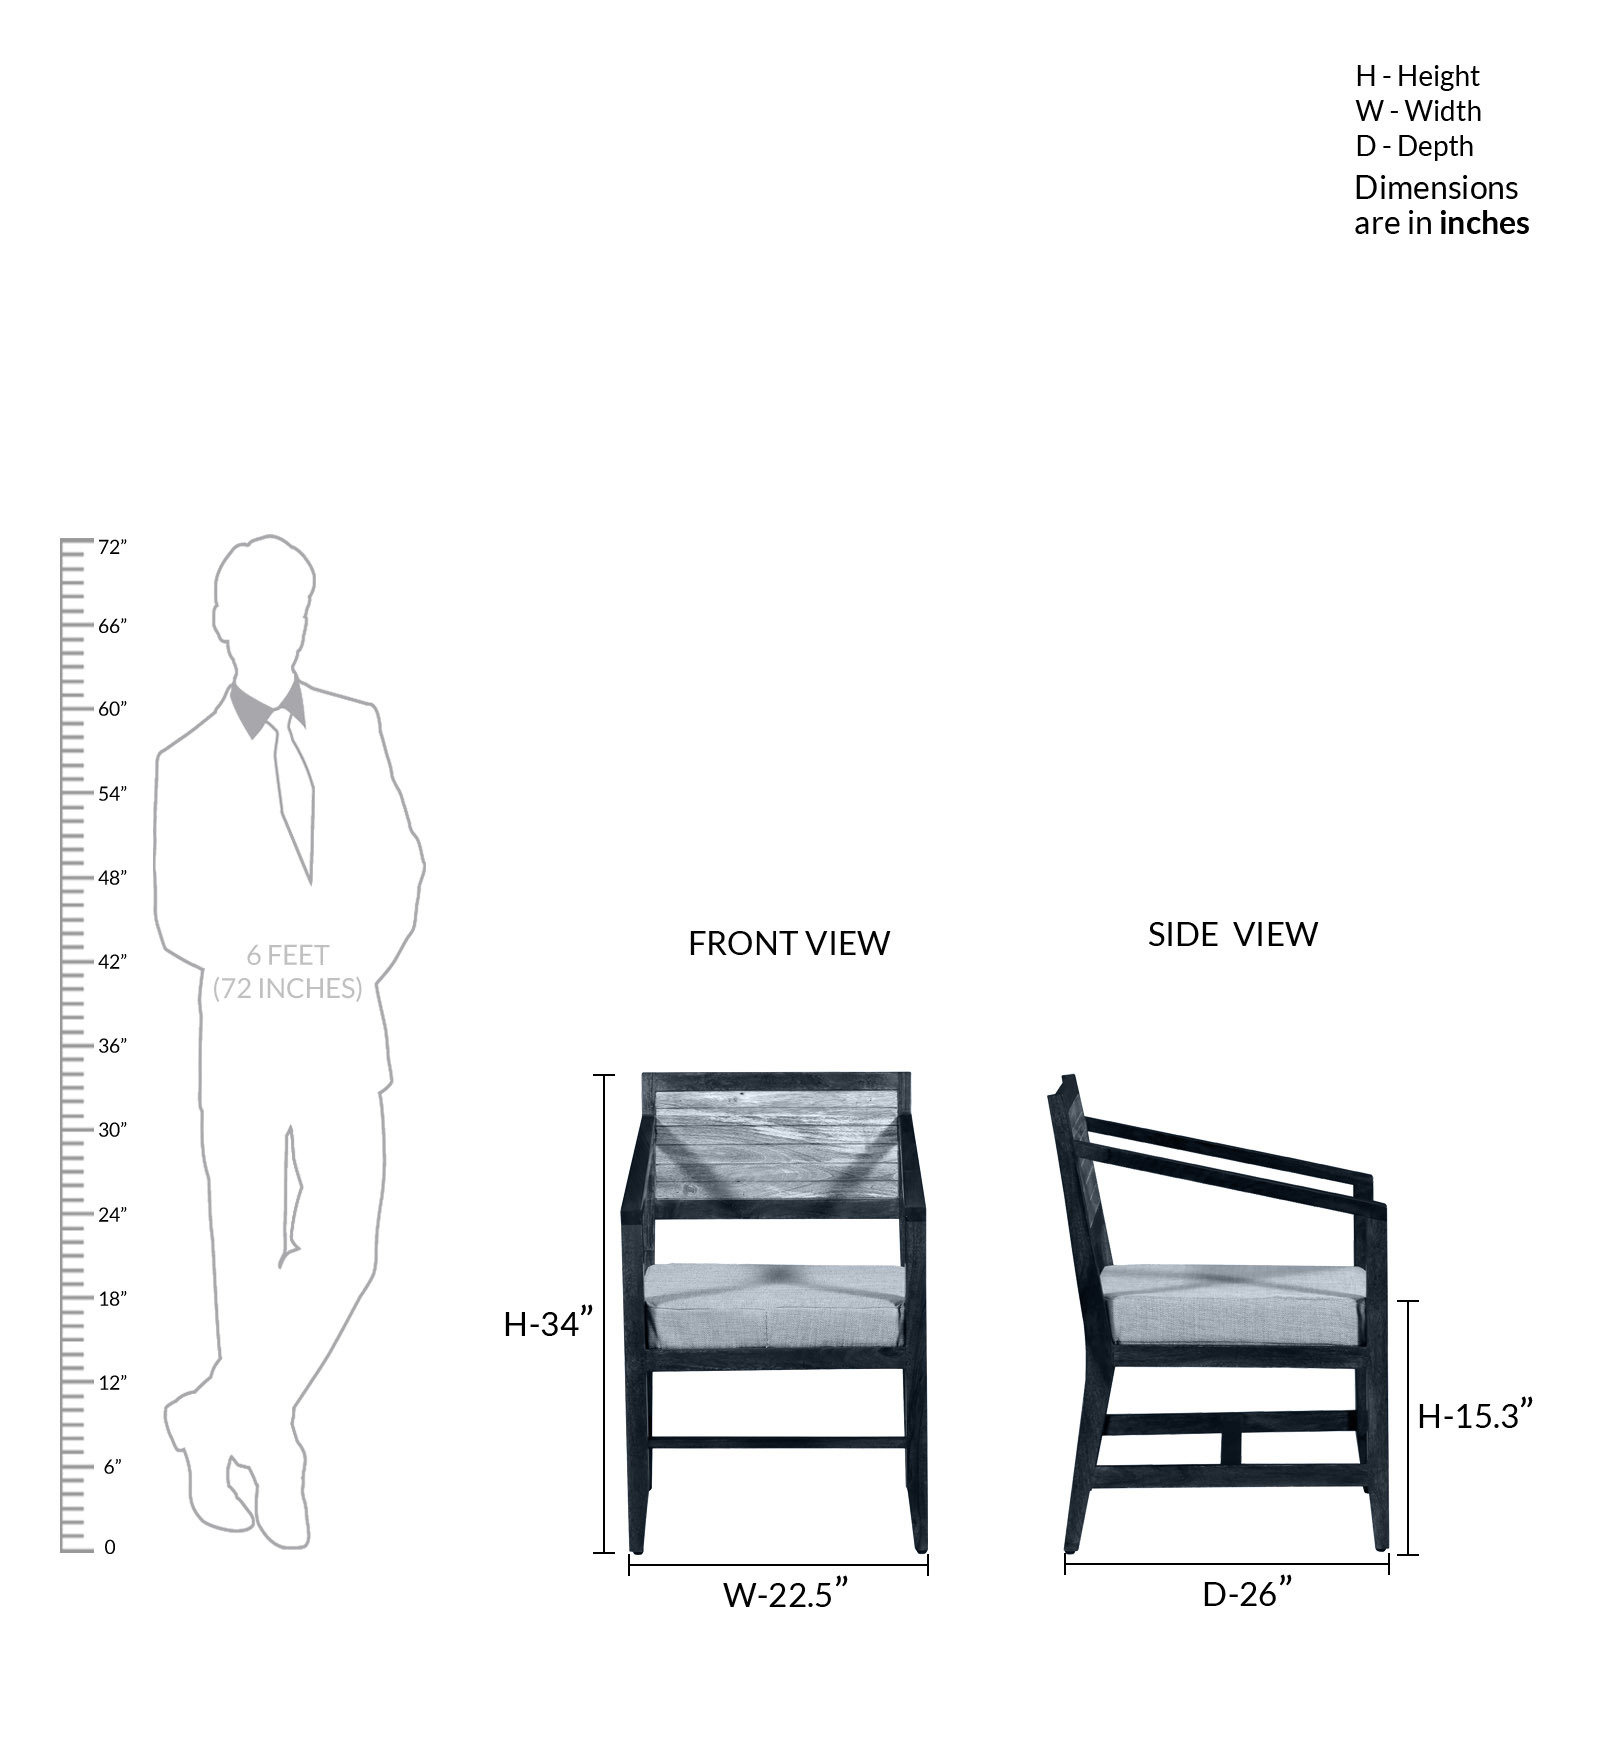 H - Height
W - Width
D - Depth
Dimensions
are in inches
72”
66”
60”
54”
48”
42”
36”
30”
24”
18”
12”
6”
0
6 FEET
(72 INCHES)
FRONT VIEW
SIDE VIEW
H-34”
H-15.3”
W-22.5”
D-26”